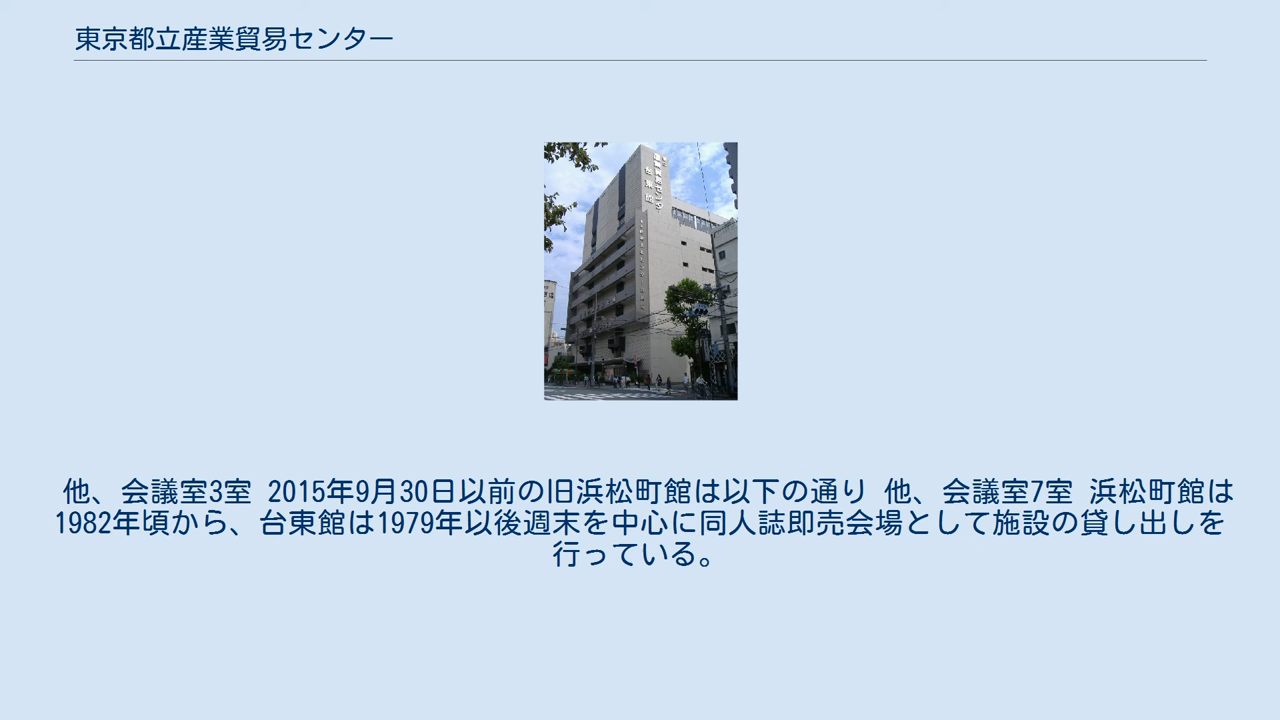 東京都立産業貿易センター
他、会議室3室 2015年9月30日以前の旧浜松町館は以下の通り 他、会議室7室 浜松町館は
1982年頃から、台東館は1979年以後週末を中心に同人誌即売会場として施設の貸し出しを
行っている。